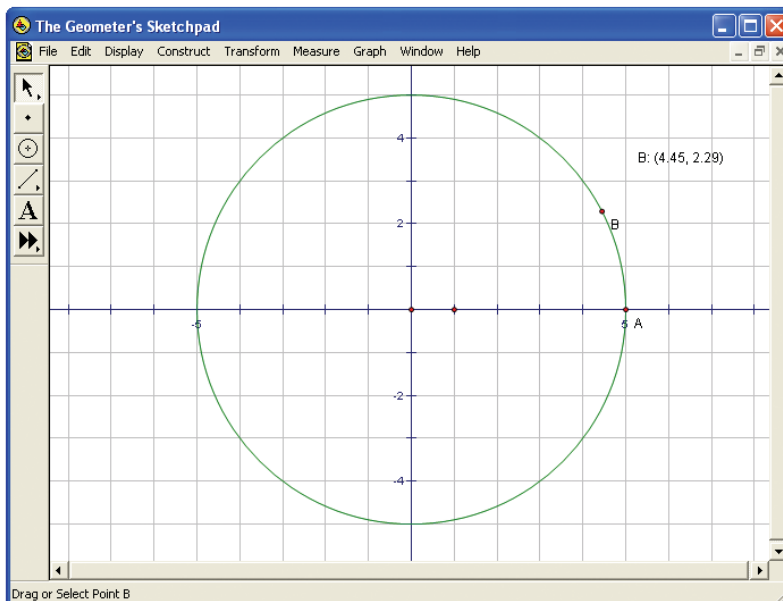 The Geometer's Sketchpad
File Edit Display Construct Transform Measure Graph Window Help
A
4
B: (4.45, 2.29)
2
B
-5
5 A
-2
-4
Drag or Select Point B